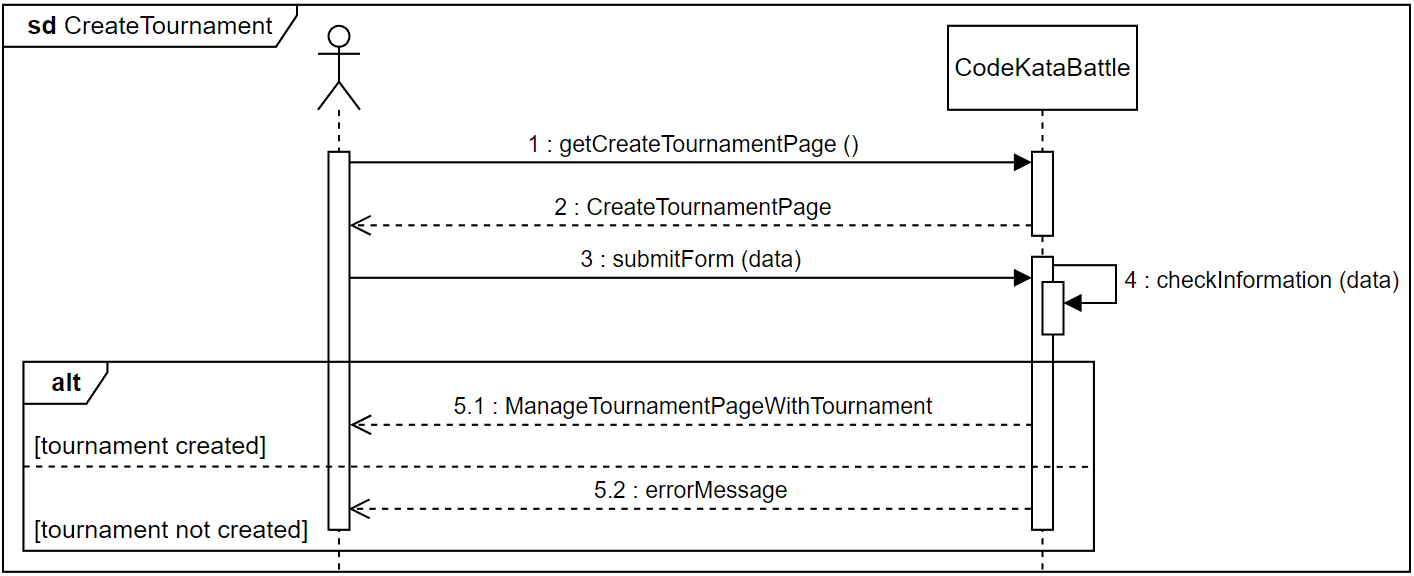 sd CreateTournament
CodeKataBattle
1 : getCreateTournamentPage ()
2 : CreateTournamentPage
3 : submitForm (data)
4 : checkInformation (data)
alt
5.1 : ManageTournamentPageWithTournament
[tournament created]
5.2 : errorMessage
[tournament not created]